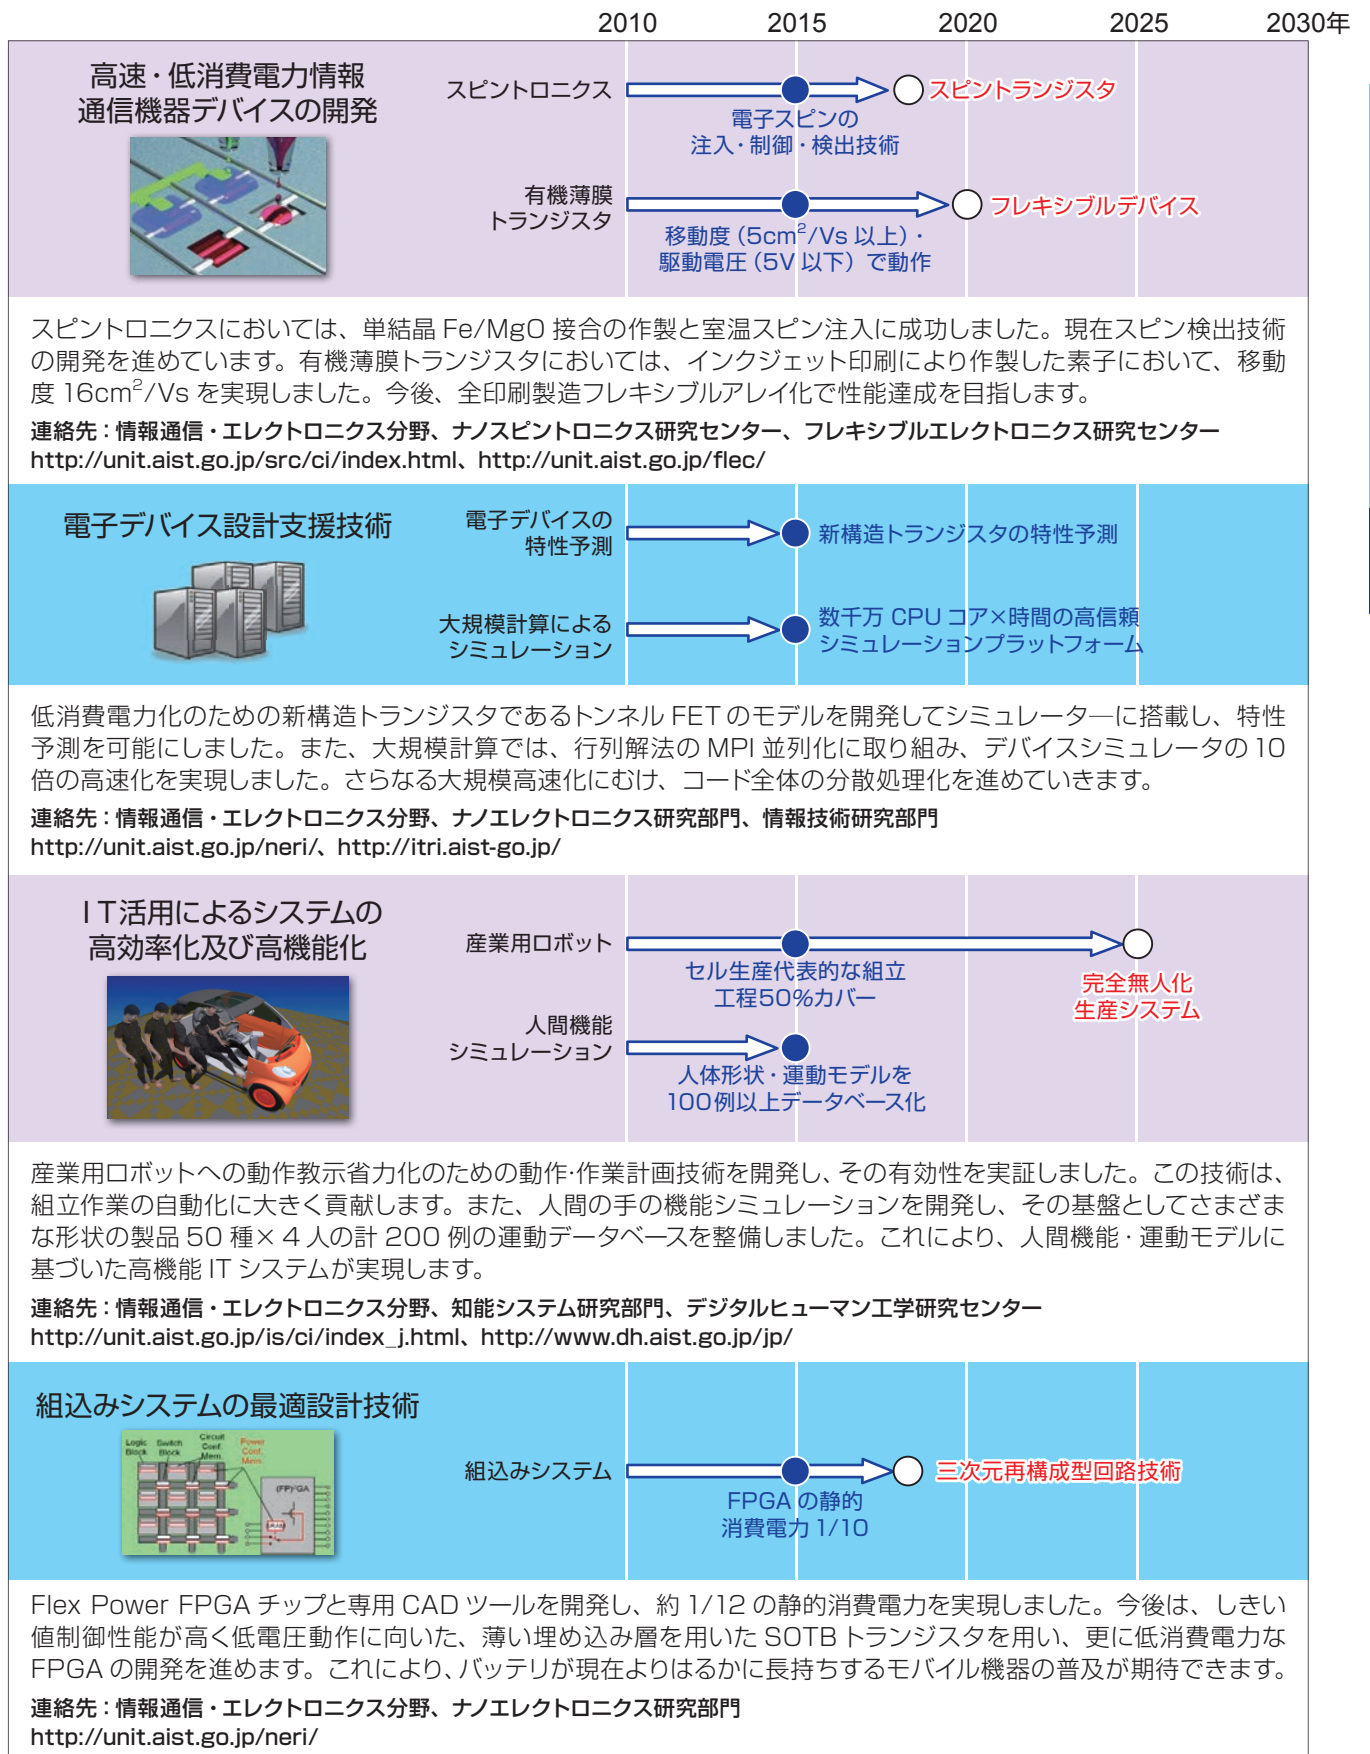 2010 2015 2020 2025 2030年
高速・低消費電力情報
通信機器デバイスの開発
スピントロニクス
スピントランジスタ
電子スピンの
注入・制御・検出技術
有機薄膜
トランジスタ
フレキシブルデバイス
移動度（5cm²/Vs 以上）・
駆動電圧（5V 以下）で動作
スピントロニクスにおいては、単結晶 Fe/MgO 接合の作製と室温スピン注入に成功しました。現在スピン検出技術
の開発を進めています。有機薄膜トランジスタにおいては、インクジェット印刷により作製した素子において、移動
度 16cm²/Vs を実現しました。今後、全印刷製造フレキシブルアレイ化で性能達成を目指します。
連絡先：情報通信・エレクトロニクス分野、ナノスピントロニクス研究センター、フレキシブルエレクトロニクス研究センター
http://unit.aist.go.jp/src/ci/index.html、http://unit.aist.go.jp/flec/
電子デバイス設計支援技術
電子デバイスの
特性予測
新構造トランジスタの特性予測
大規模計算による
シミュレーション
数千万 CPU コア×時間の高信頼
シミュレーションプラットフォーム
低消費電力化のための新構造トランジスタであるトンネル FET のモデルを開発してシミュレータ―に搭載し、特性
予測を可能にしました。また、大規模計算では、行列解法の MPI 並列化に取り組み、デバイスシミュレータの 10
倍の高速化を実現しました。さらなる大規模高速化にむけ、コード全体の分散処理化を進めていきます。
連絡先：情報通信・エレクトロニクス分野、ナノエレクトロニクス研究部門、情報技術研究部門
http://unit.aist.go.jp/neri/、http://itri.aist-go.jp/
ＩＴ活用によるシステムの
高効率化及び高機能化
産業用ロボット
セル生産代表的な組立
工程50%カバー
完全無人化
生産システム
人間機能
シミュレーション
人体形状・運動モデルを
100例以上データベース化
産業用ロボットへの動作教示省力化のための動作･作業計画技術を開発し、その有効性を実証しました。この技術は、
組立作業の自動化に大きく貢献します。また、人間の手の機能シミュレーションを開発し、その基盤としてさまざま
な形状の製品 50 種×４人の計 200 例の運動データベースを整備しました。これにより、人間機能・運動モデルに
基づいた高機能 IT システムが実現します。
連絡先：情報通信・エレクトロニクス分野、知能システム研究部門、デジタルヒューマン工学研究センター
http://unit.aist.go.jp/is/ci/index_j.html、http://www.dh.aist.go.jp/jp/
組込みシステムの最適設計技術
Logic Block
Switch Block
Circuit Conf. Mem.
Power Conf. Mem.
(FP)²GA
組込みシステム
三次元再構成型回路技術
FPGA の静的
消費電力 1/10
Flex Power FPGA チップと専用 CAD ツールを開発し、約 1/12 の静的消費電力を実現しました。今後は、しきい
値制御性能が高く低電圧動作に向いた、薄い埋め込み層を用いた SOTB トランジスタを用い、更に低消費電力な
FPGA の開発を進めます。これにより、バッテリが現在よりはるかに長持ちするモバイル機器の普及が期待できます。
連絡先：情報通信・エレクトロニクス分野、ナノエレクトロニクス研究部門
http://unit.aist.go.jp/neri/